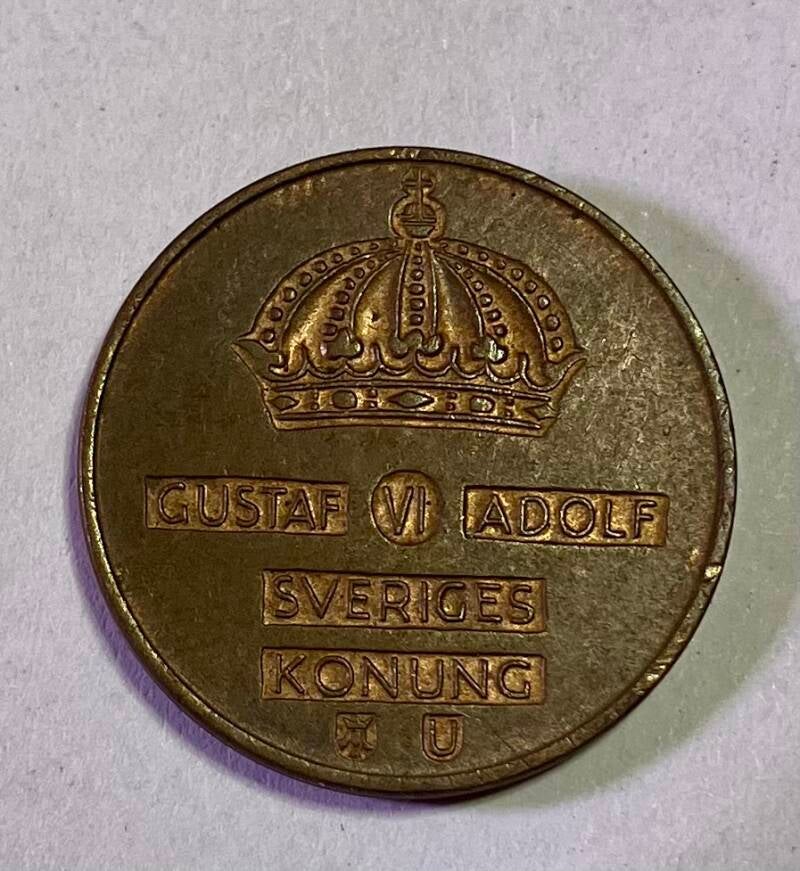 GUSTAF VI ADOLF
SVERIGES
KONUNG
U